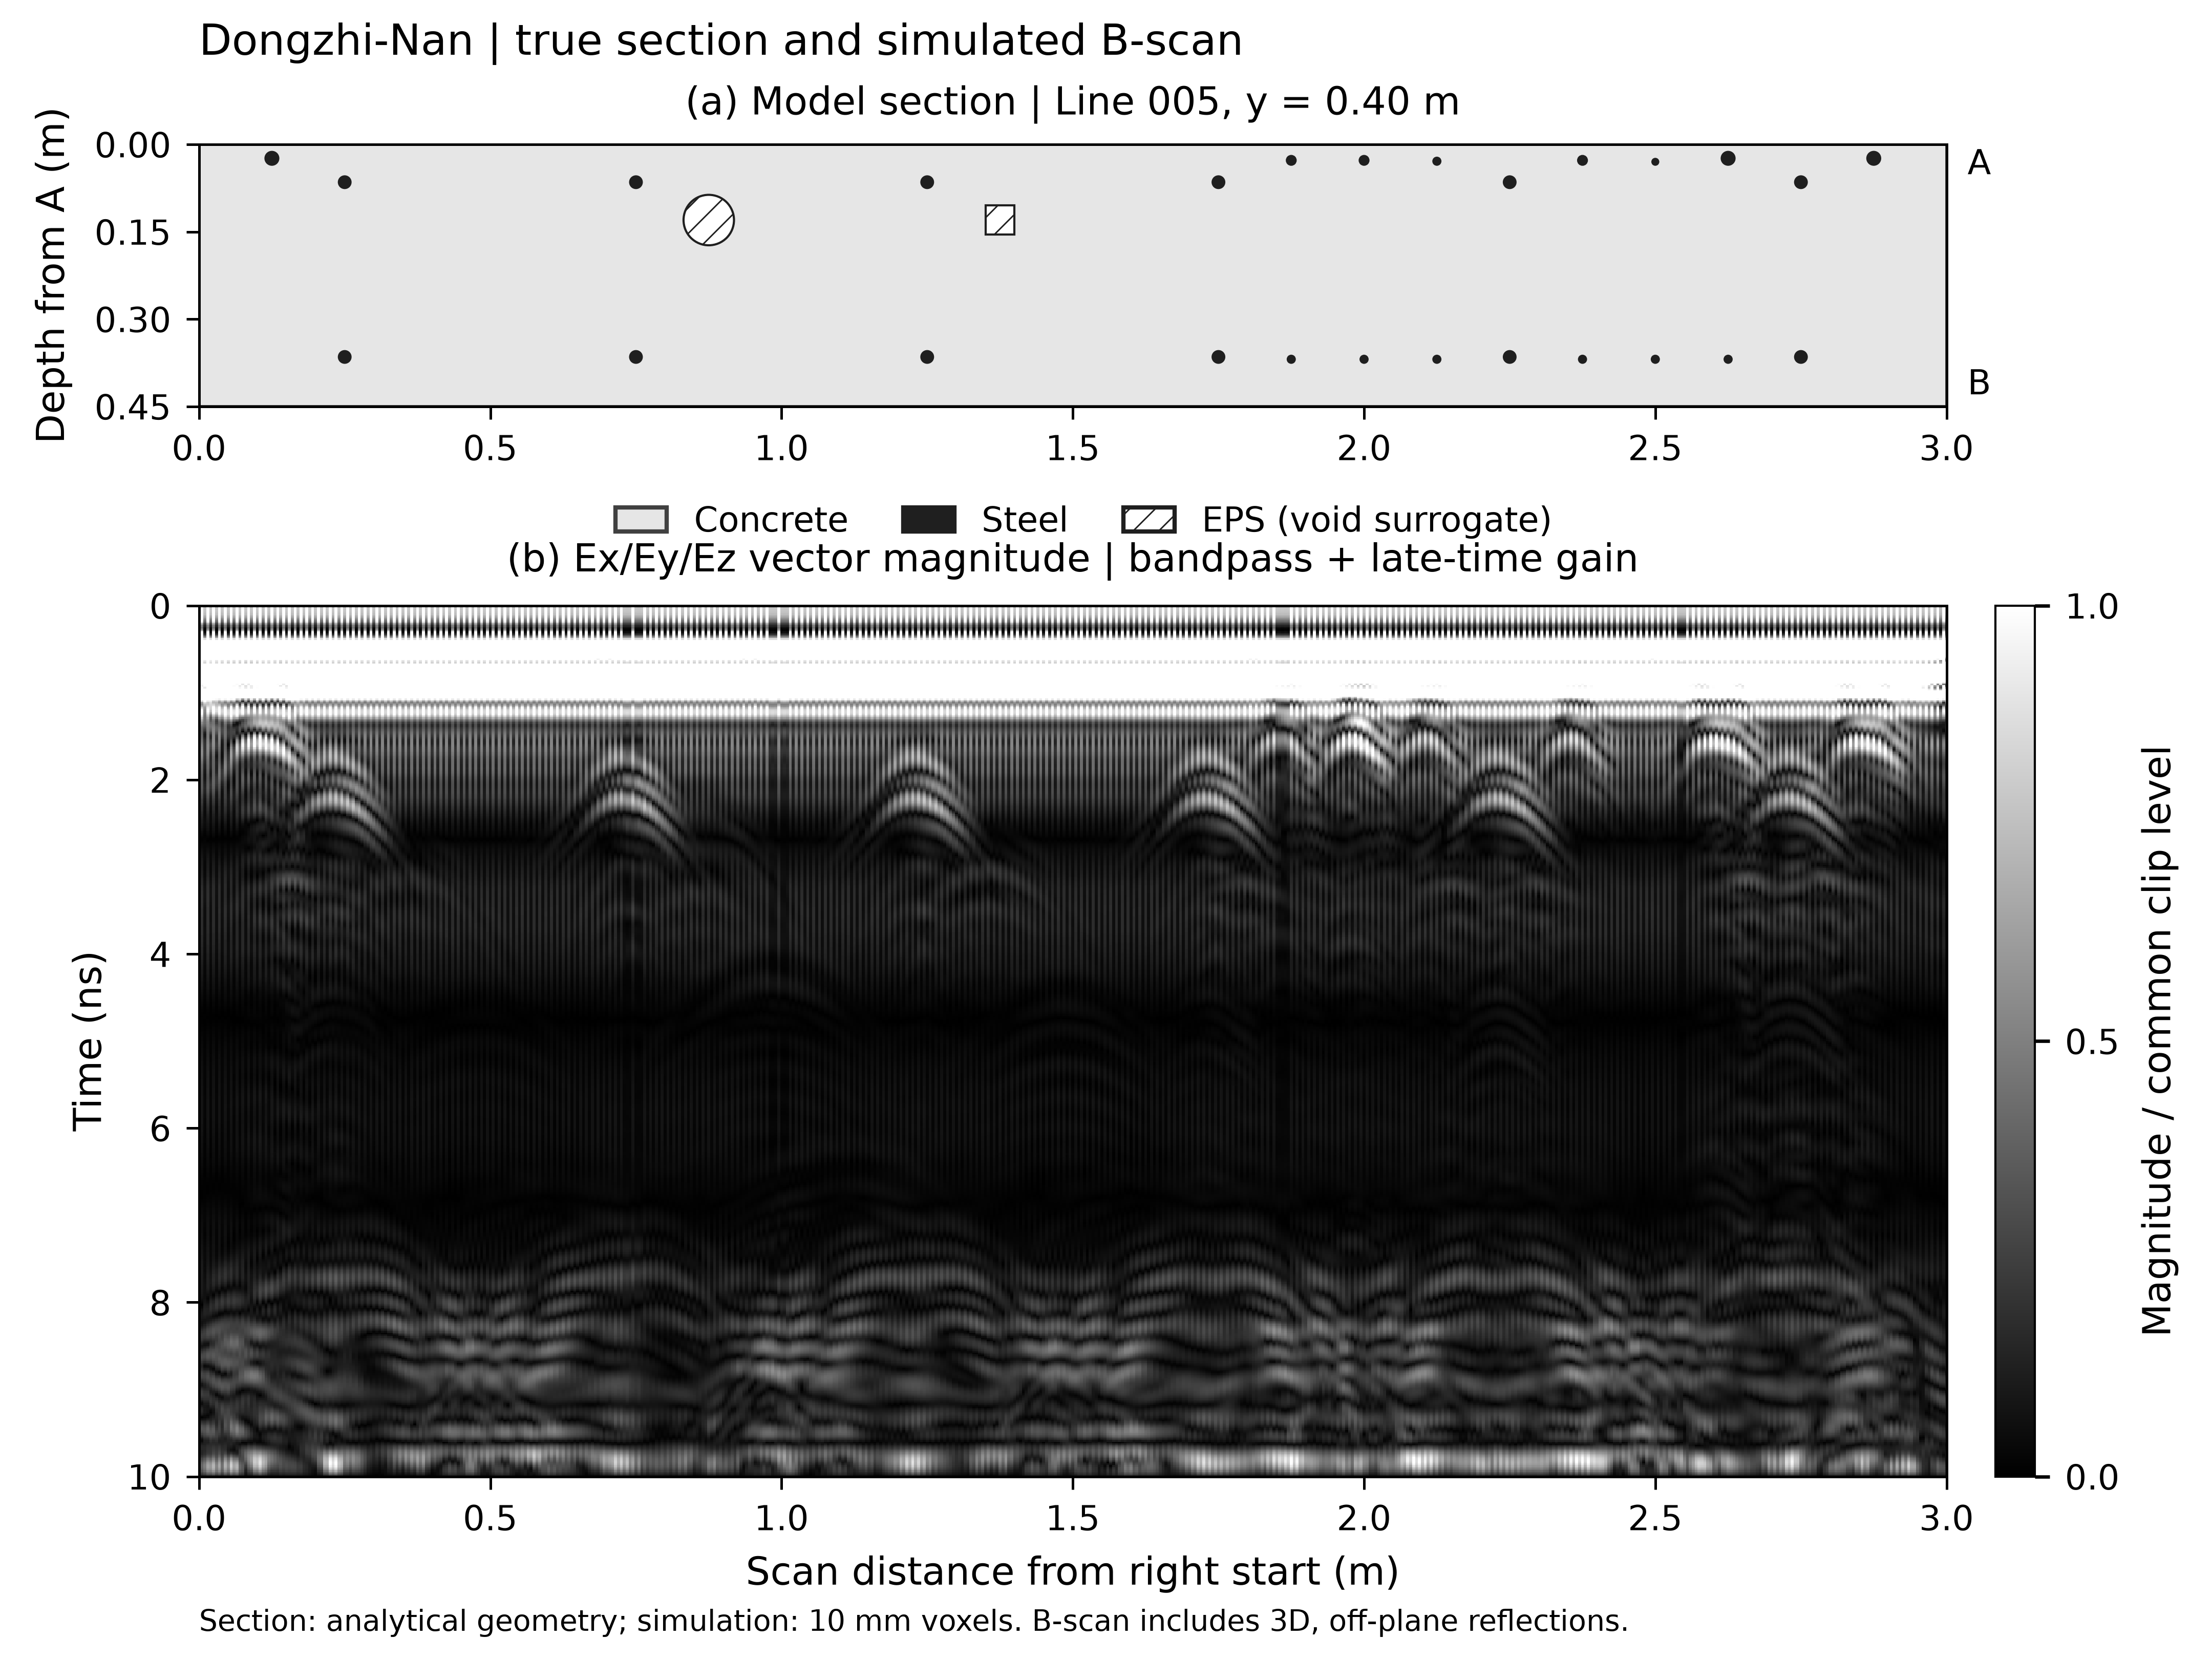 Dongzhi-Nan | true section and simulated B-scan
(a) Model section | Line 005, y = 0.40 m
Depth from A (m)
0.00
0.15
0.30
0.45
A
B
0.0 0.5 1.0 1.5 2.0 2.5 3.0
Concrete Steel EPS (void surrogate)
(b) Ex/Ey/Ez vector magnitude | bandpass + late-time gain
Time (ns)
0
2
4
6
8
10
1.0
0.5
0.0
Magnitude / common clip level
0.0 0.5 1.0 1.5 2.0 2.5 3.0
Scan distance from right start (m)
Section: analytical geometry; simulation: 10 mm voxels. B-scan includes 3D, off-plane reflections.